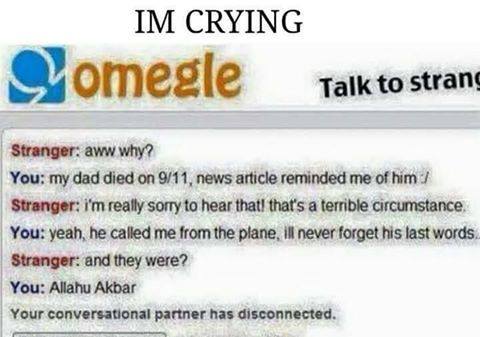 IM CRYING
omegle
Talk to strang
Stranger: aww why?
You: my dad died on 9/11, news article reminded me of him :/
Stranger: i'm really sorry to hear that! that's a terrible circumstance.
You: yeah, he called me from the plane, ill never forget his last words..
Stranger: and they were?
You: Allahu Akbar
Your conversational partner has disconnected.